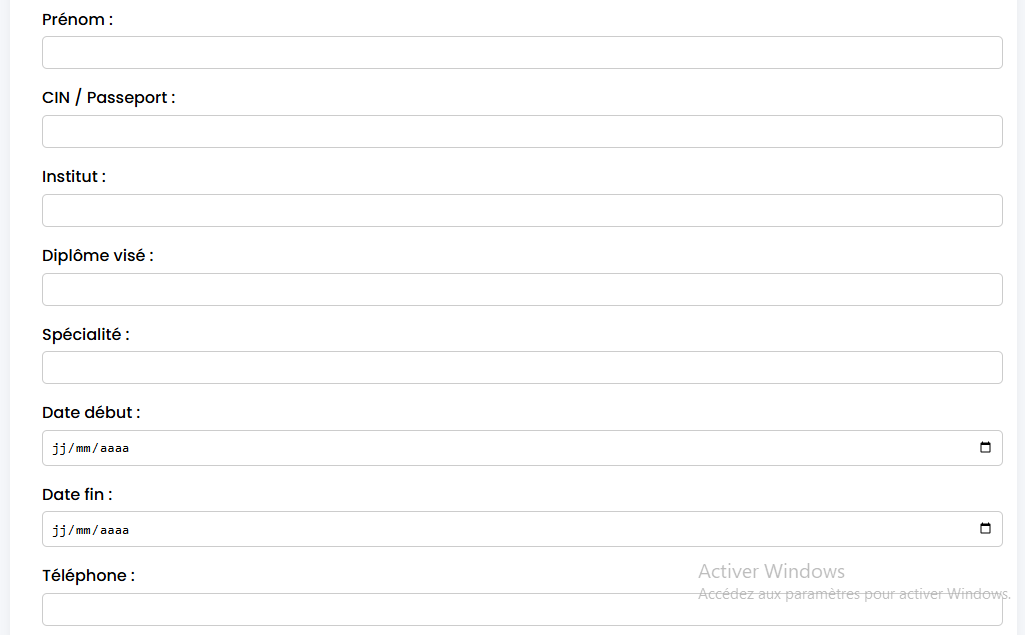 Prénom :
CIN / Passeport :
Institut :
Diplôme visé :
Spécialité :
Date début :
jj/mm/aaaa
Date fin :
jj/mm/aaaa
Téléphone :
Activer Windows
Accédez aux paramètres pour activer Windows.